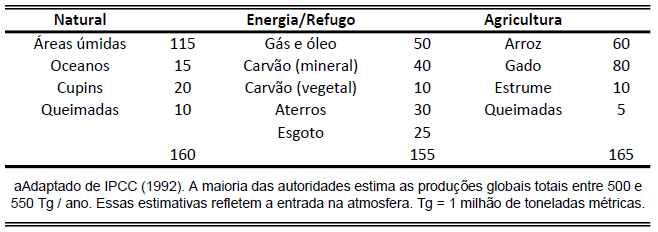 Natural Energia/Refugo Agricultura
Áreas úmidas 115 Gás e óleo 50 Arroz 60
Oceanos 15 Carvão (mineral) 40 Gado 80
Cupins 20 Carvão (vegetal) 10 Estrume 10
Queimadas 10 Aterros 30 Queimadas 5
Esgoto 25
160 155 165
aAdaptado de IPCC (1992). A maioria das autoridades estima as produções globais totais entre 500 e
550 Tg / ano. Essas estimativas refletem a entrada na atmosfera. Tg = 1 milhão de toneladas métricas.